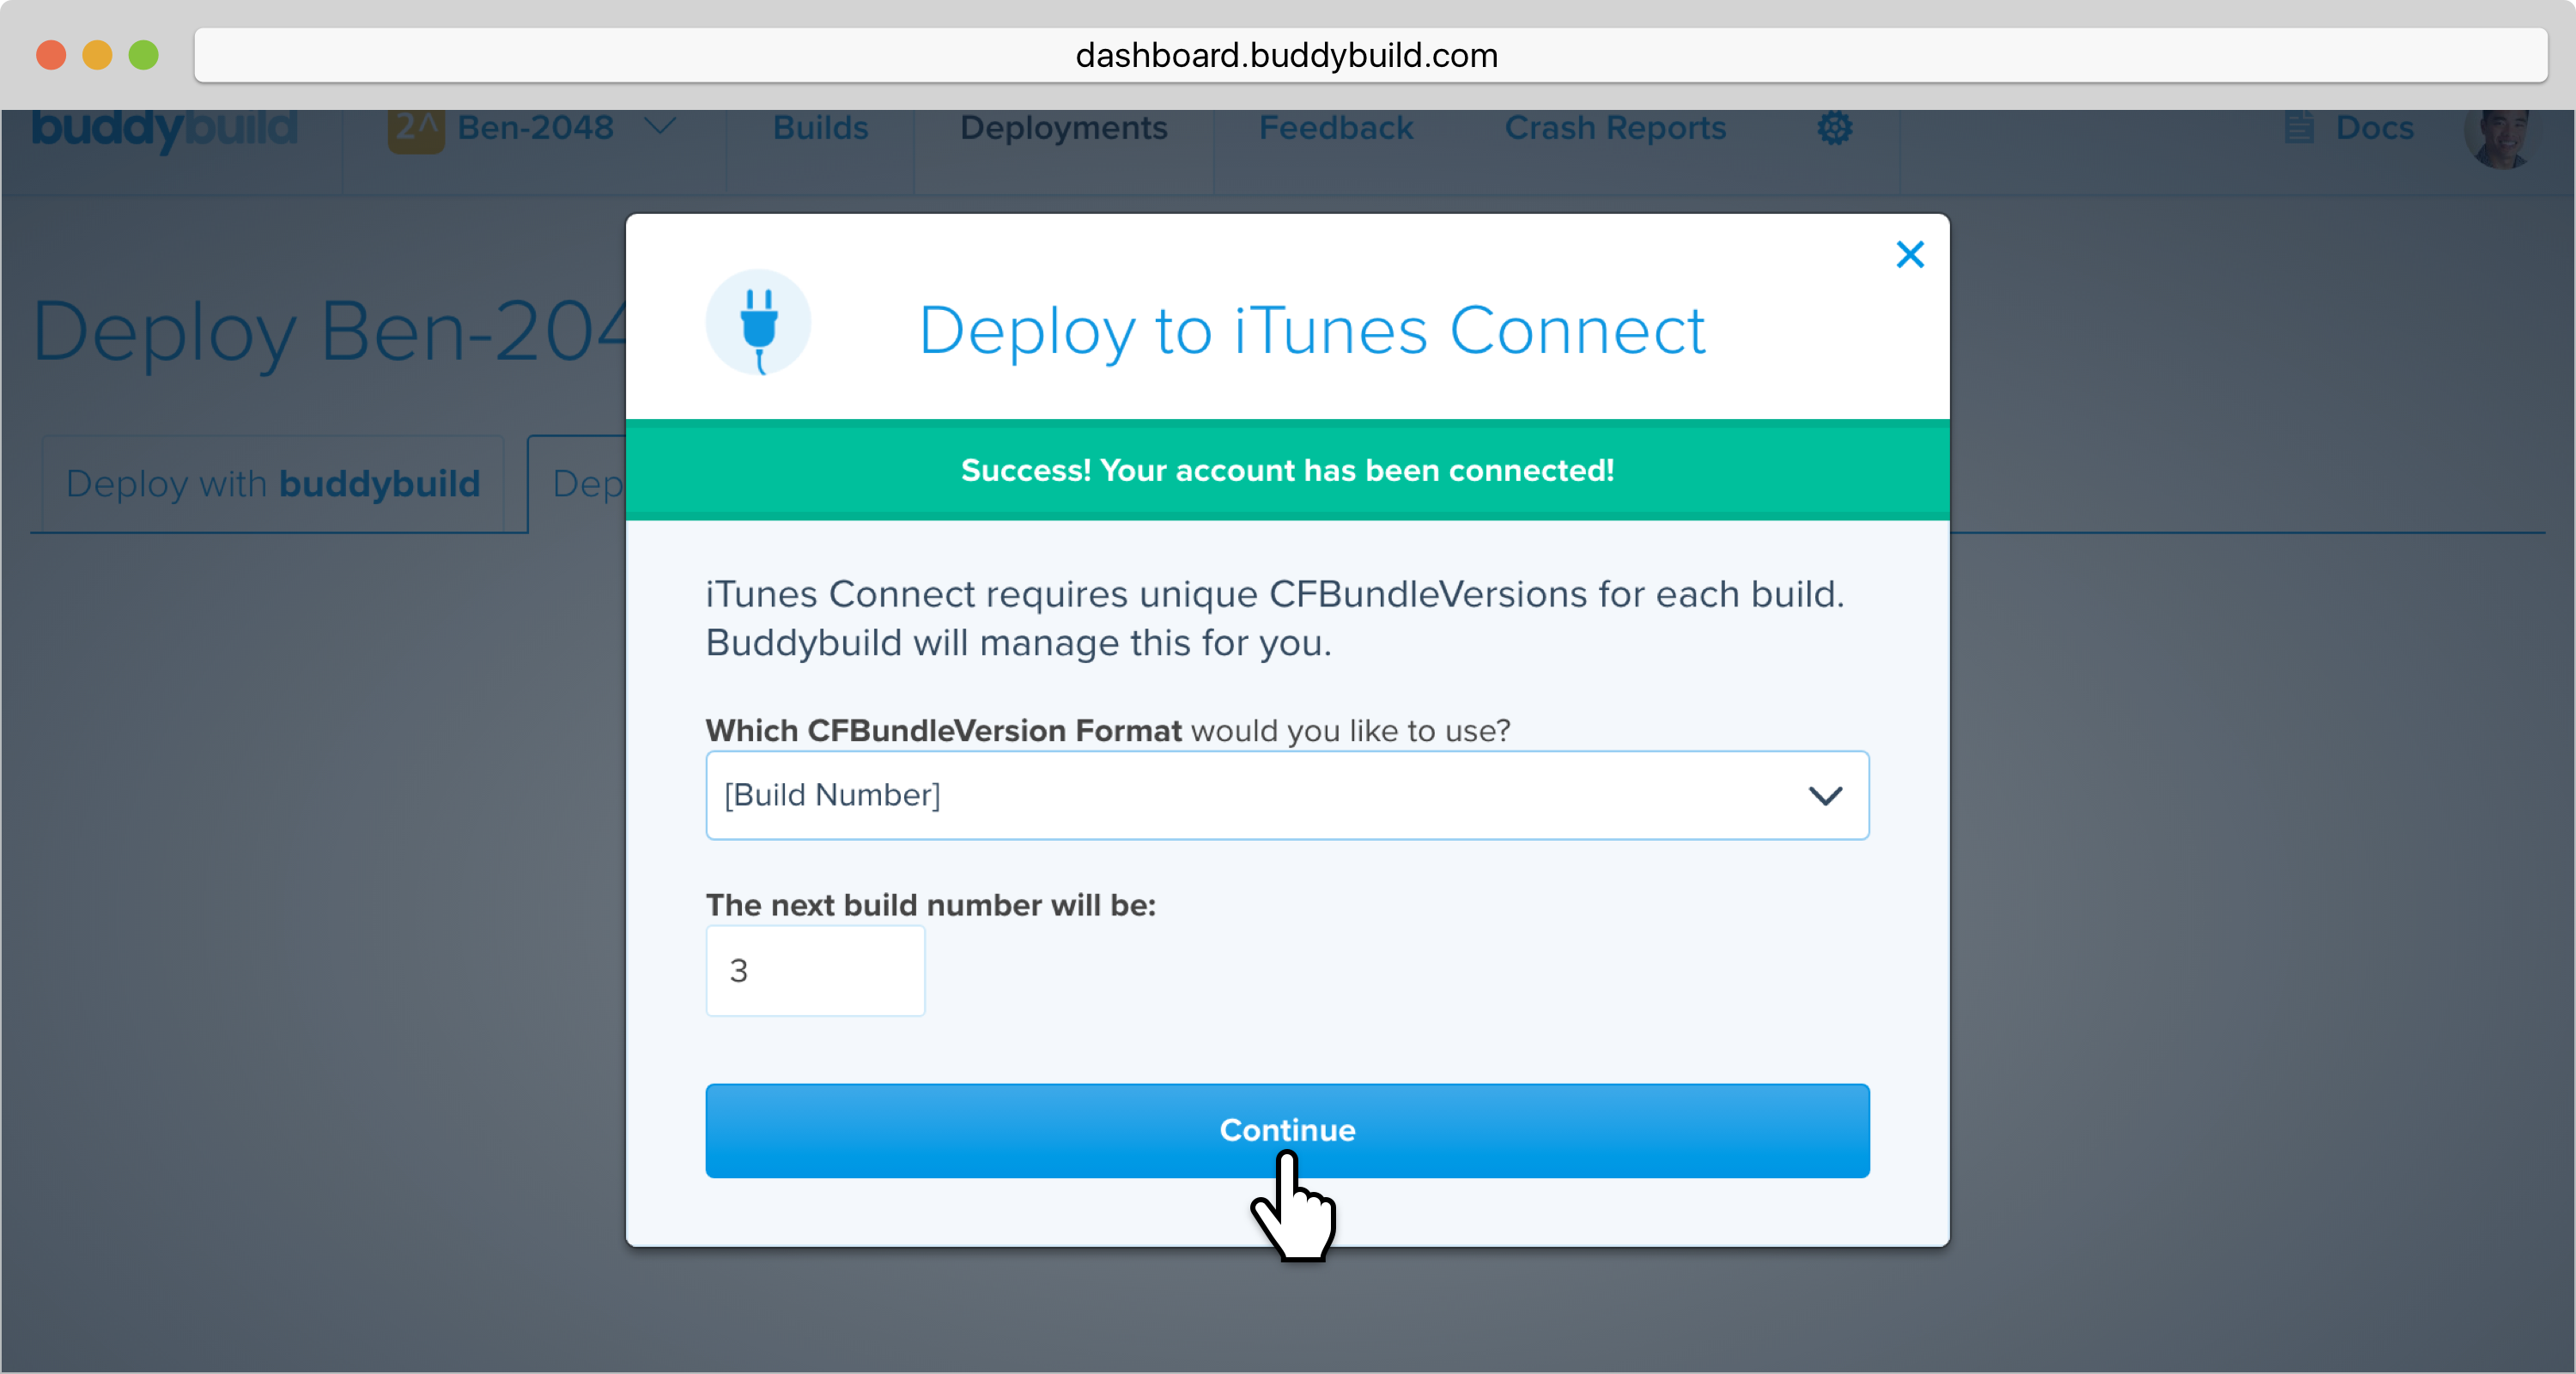 dashboard.buddybuild.com
buddybuild 2^ Ben-2048 Builds Deployments Feedback Crash Reports Docs
Deploy to iTunes Connect
Deploy Ben-204
Success! Your account has been connected!
Deploy with buddybuild Dep
iTunes Connect requires unique CFBundleVersions for each build.
Buddybuild will manage this for you.
Which CFBundleVersion Format would you like to use?
[Build Number]
The next build number will be:
3
Continue